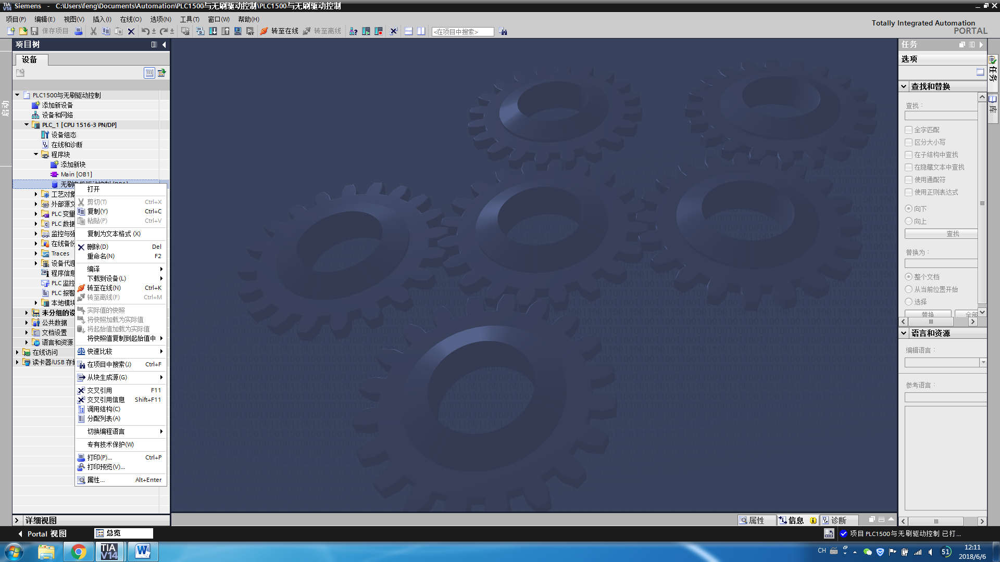 Siemens - C:\Users\feng\Documents\Automation\PLC1500与无刷驱动控制\PLC1500与无刷驱动控制
项目(P) 编辑(E) 视图(V) 插入(I) 在线(O) 选项(N) 工具(T) 窗口(W) 帮助(H)
Totally Integrated Automation
PORTAL
保存项目 转至在线 转至离线 <在项目中搜索>
项目树
设备
启动
PLC1500与无刷驱动控制
添加新设备
设备和网络
PLC_1 [CPU 1516-3 PN/DP]
设备组态
在线和诊断
程序块
添加新块
Main [OB1]
工艺对象
外部源文
PLC 变量
PLC 数据
监控与强
在线备份
Traces
设备代理
程序信息
PLC 监控
PLC 报警
本地模块
未分组的设
公共数据
文档设置
语言和资源
在线访问
读卡器/USB 存储
打开
剪切(T) Ctrl+X
复制(Y) Ctrl+C
粘贴(P) Ctrl+V
复制为文本格式 (X)
删除(D) Del
重命名(N) F2
编译
下载到设备(L)
转至在线(N) Ctrl+K
转至离线(F) Ctrl+M
实际值的快照
将快照加载为实际值
将起始值加载为实际值
将快照值复制到起始值中
快速比较
在项目中搜索(J) Ctrl+F
从块生成源(G)
交叉引用 F11
交叉引用信息 Shift+F11
调用结构(C)
分配列表(A)
切换编程语言
专有技术保护(W)
打印(P)... Ctrl+P
打印预览(V)...
属性... Alt+Enter
详细视图
任务
选项
查找和替换
查找：
全字匹配
区分大小写
在子结构中查找
在隐藏文本中查找
使用通配符
使用正则表达式
向下
向上
查找
替换为：
整个文档
从当前位置开始
选择
替换 全部
语言和资源
编辑语言：
参考语言：
任务
库
属性 信息 诊断
Portal 视图 总览
项目 PLC1500与无刷驱动控制 已打...
TIA
V14
CH 51
12:11
2018/6/6